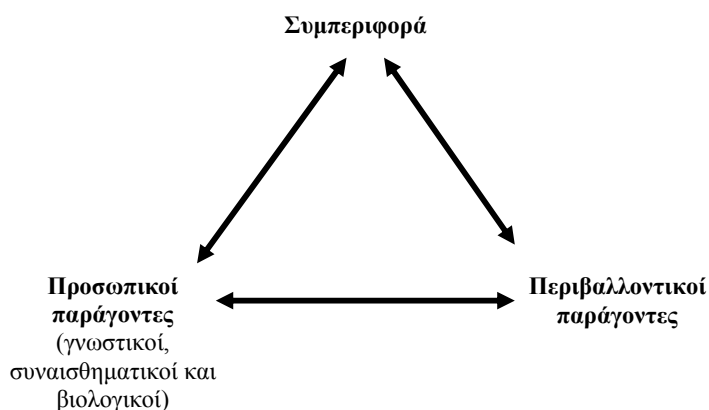 Συμπεριφορά
Προσωπικοί
παράγοντες
(γνωστικοί,
συναισθηματικοί και
βιολογικοί)
Περιβαλλοντικοί
παράγοντες